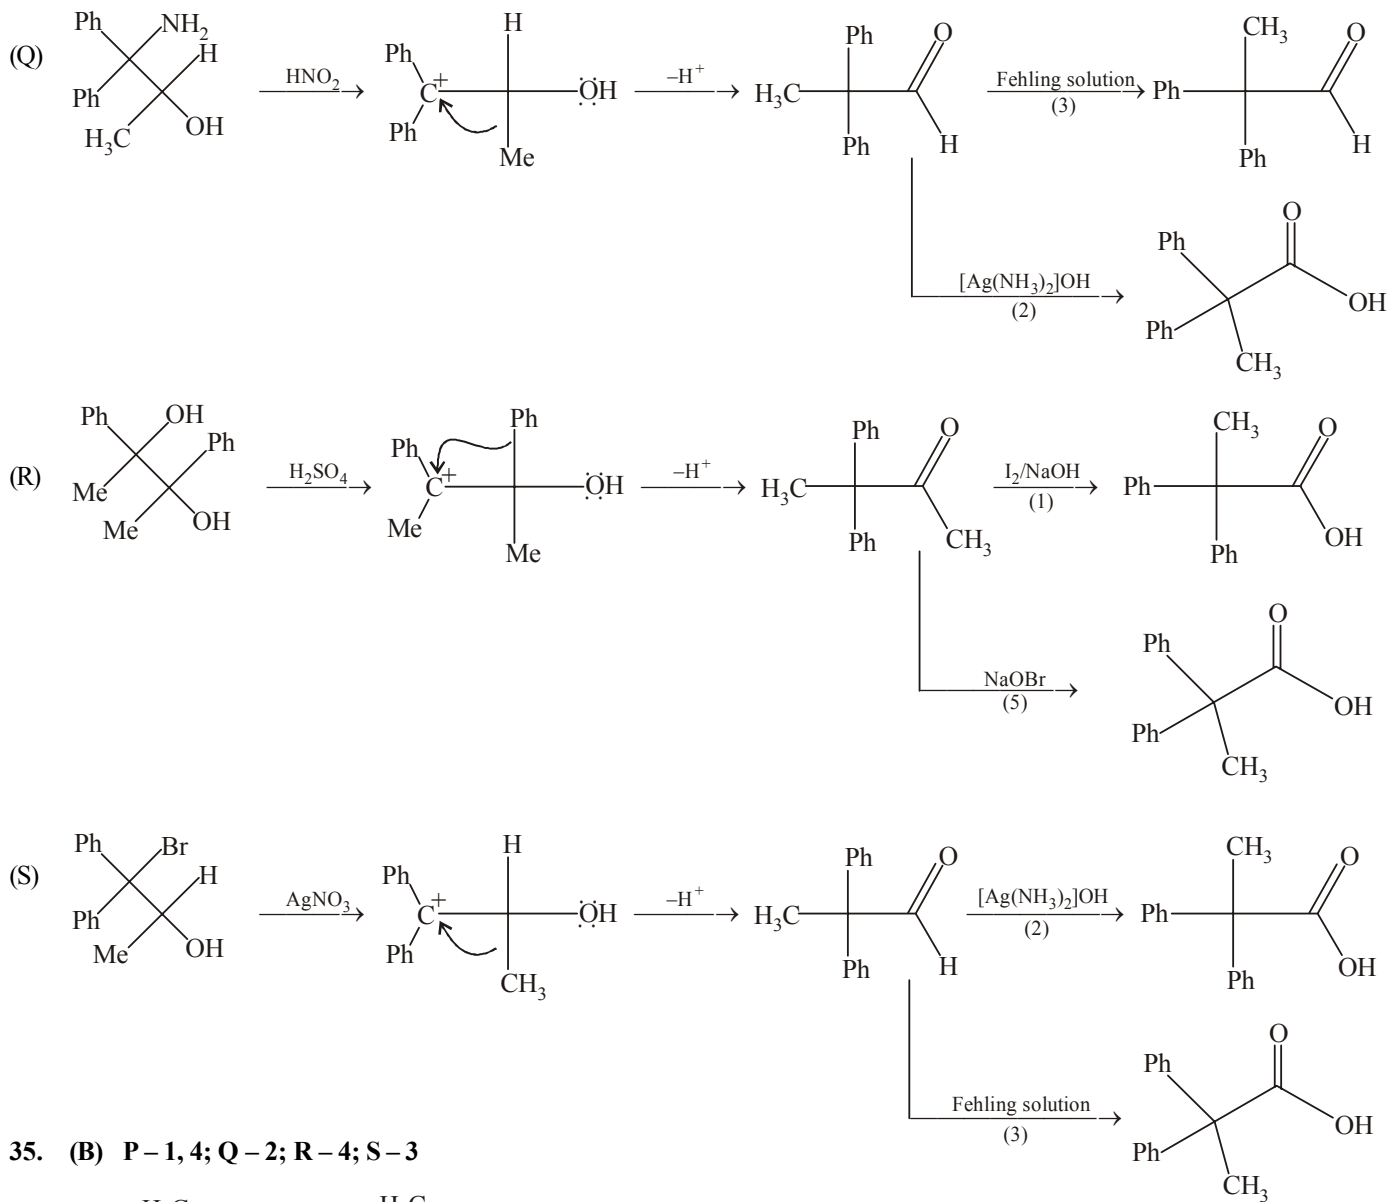 (Q) Ph NH2 H Ph H3C OH HNO2 Ph C+ Ph H ÖH Me –H+ Ph H3C Ph O H Fehling solution (3) CH3 Ph Ph O H
[Ag(NH3)2]OH (2) Ph Ph O OH CH3
(R) Ph OH Ph Me Me OH H2SO4 Ph C+ Me Ph ÖH Me –H+ Ph H3C Ph O CH3 I2/NaOH (1) CH3 Ph Ph O OH
NaOBr (5) Ph Ph O OH CH3
(S) Ph Br H Ph Me OH AgNO3 Ph C+ Ph H ÖH CH3 –H+ Ph H3C Ph O H [Ag(NH3)2]OH (2) CH3 Ph Ph O OH
Fehling solution (3) Ph Ph O OH CH3
35. (B) P – 1, 4; Q – 2; R – 4; S – 3